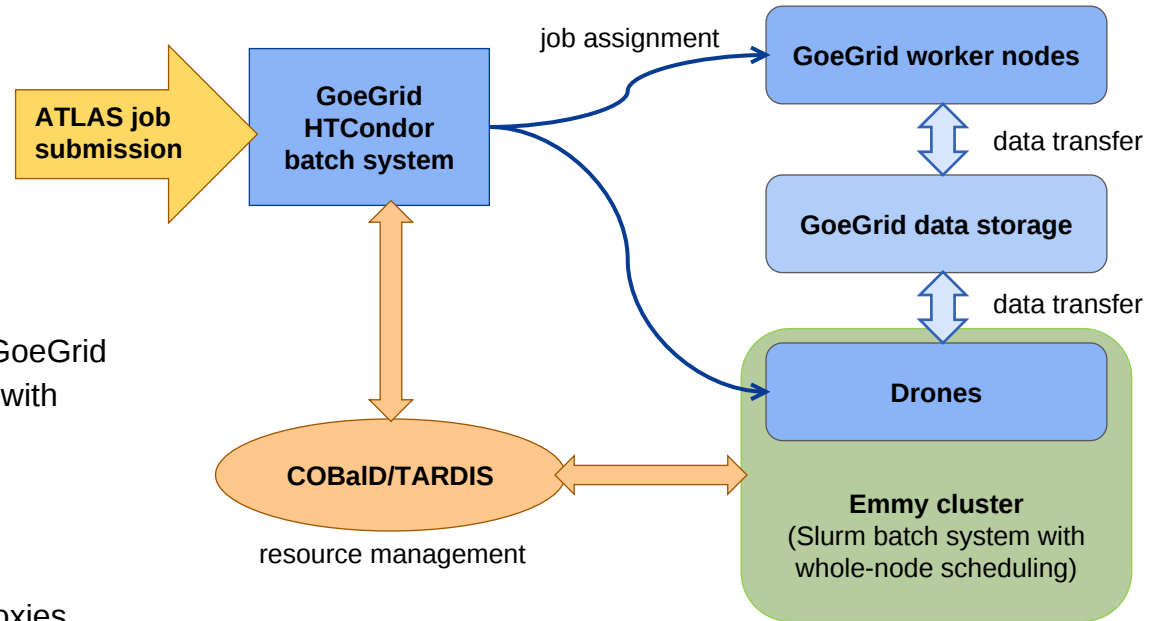 job assignment
GoeGrid worker nodes
ATLAS job
submission
GoeGrid
HTCondor
batch system
data transfer
GoeGrid data storage
data transfer
GoeGrid
with
Drones
COBalD/TARDIS
resource management
Emmy cluster
(Slurm batch system with
whole-node scheduling)
oxies